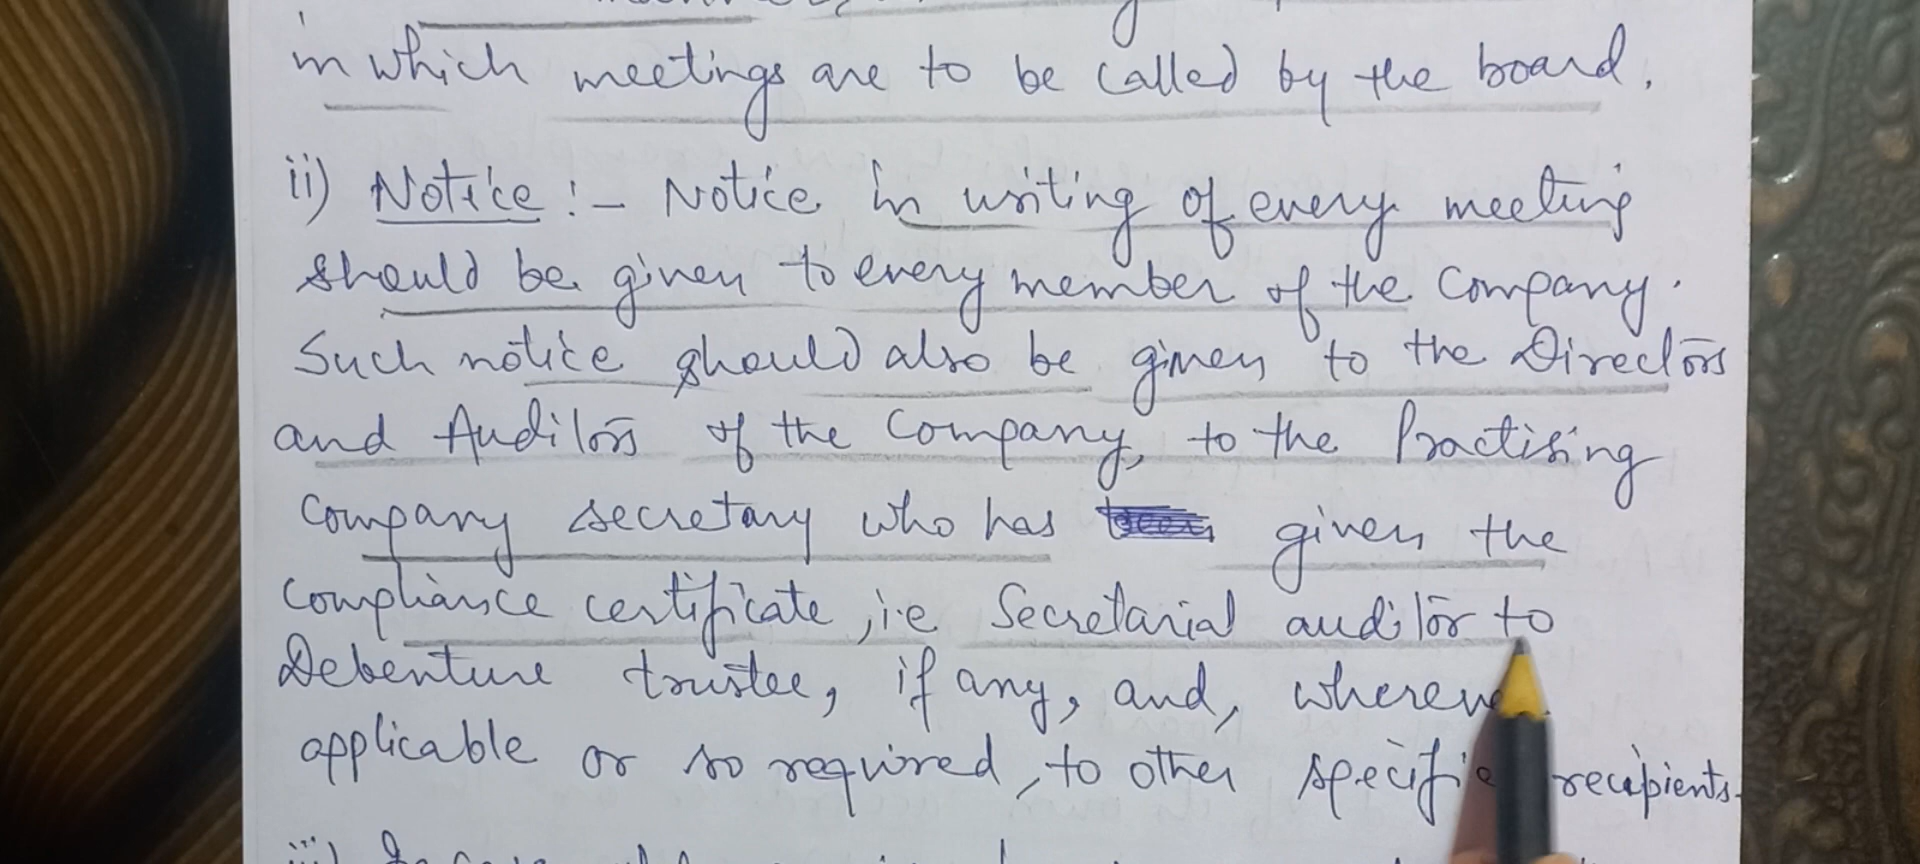 in which meetings are to be called by the board.
ii) Notice :- Notice in writing of every meeting
should be given to every member of the Company.
Such notice should also be given to the Directors
and Auditors of the Company, to the Practising
Company secretary who has given the
Compliance certificate, i.e Secretarial auditor to
Debenture trustee, if any, and, wherev
applicable or so required, to other specifie recipients.
iii)